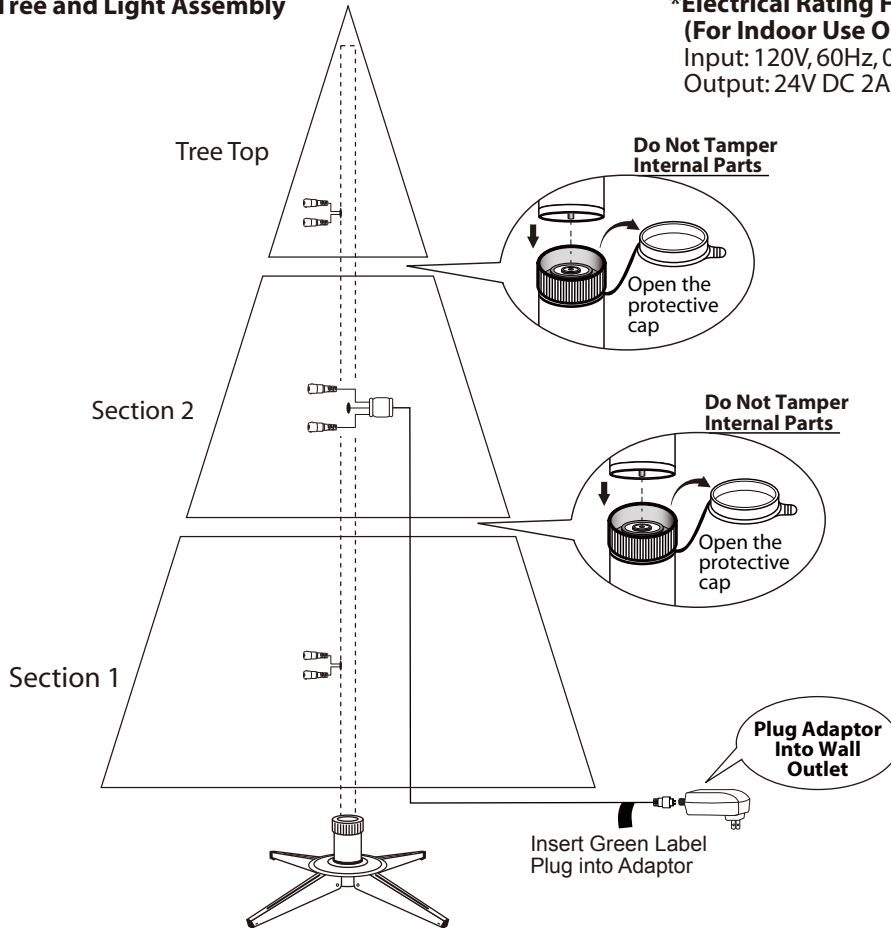 Tree and Light Assembly
*Electrical Rating
(For Indoor Use
Input: 120V, 60Hz,
Output: 24V DC 2A
Tree Top
Do Not Tamper
Internal Parts
Open the
protective
cap
Section 2
Do Not Tamper
Internal Parts
Open the
protective
cap
Section 1
Plug Adaptor
Into Wall
Outlet
Insert Green Label
Plug into Adaptor